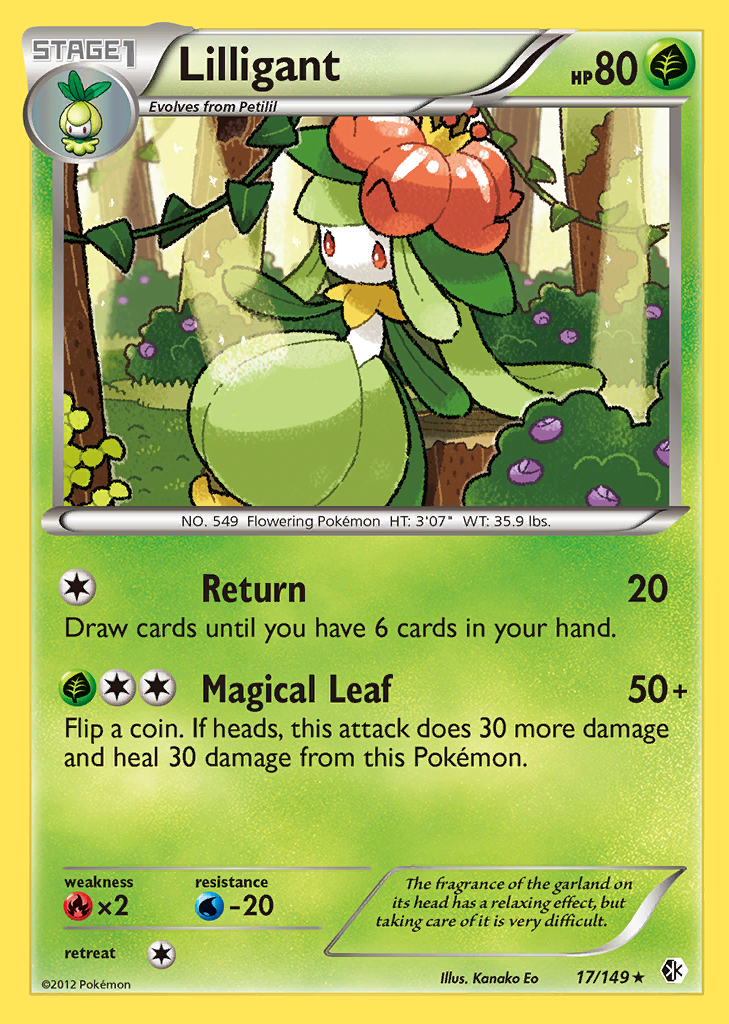 STAGE1
Lilligant
HP80
Evolves from Petilil
NO. 549 Flowering Pokémon HT: 3'07" WT: 35.9 lbs.
Return 20
Draw cards until you have 6 cards in your hand.
Magical Leaf 50+
Flip a coin. If heads, this attack does 30 more damage
and heal 30 damage from this Pokémon.
weakness
×2
resistance
-20
retreat
The fragrance of the garland on
its head has a relaxing effect, but
taking care of it is very difficult.
©2012 Pokémon
Illus. Kanako Eo
17/149 ★